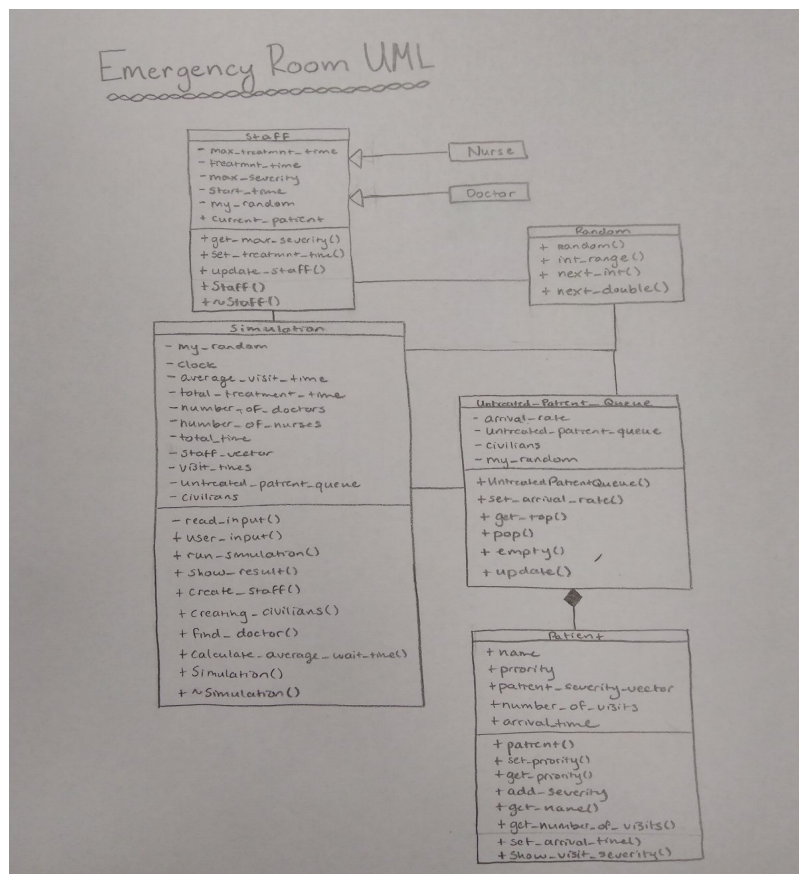 Emergency Room UML
Staff
- max_treatmnt_time
- treatmnt_time
- max_severity
- Start_time
- my_random
+ current_patient
+ get_max_severity()
+ set_treatmnt_time()
+ update_staff()
+ Staff()
+ ~Staff()
Nurse
Doctor
Random
+ random()
+ int_range()
+ next_int()
+ next_double()
Simulation
- my_random
- clock
- average_visit_time
- total_treatment_time
- number_of_doctors
- number_of_nurses
- total_time
- Staff_vector
- visit_times
- untreated_patient_queue
- civilians
- read_input()
+ user_input()
+ run_simulation()
+ show_result()
+ create_staff()
+ creating_civilians()
+ find_doctor()
+ calculate_average_wait_time()
+ Simulation()
+ ~Simulation()
Untreated_Patient_Queue
- arrival_rate
- untreated_patient_queue
- civilians
- my_random
+ UntreatedPatientQueue()
+ set_arrival_rate()
+ get_top()
+ pop()
+ empty()
+ update()
Patient
+ name
+ priority
+ patient_severity_vector
+ number_of_visits
+ arrival_time
+ patient()
+ set_priority()
+ get_priority()
+ add_severity
+ get_name()
+ get_number_of_visits()
+ set_arrival_time()
+ show_visit_severity()